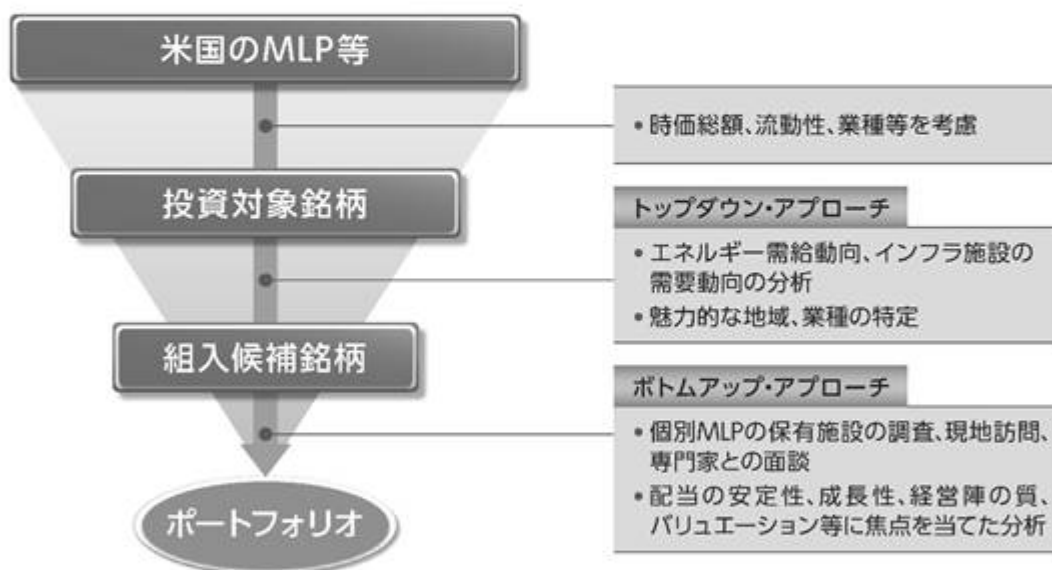 米国のMLP等
• 時価総額、流動性、業種等を考慮
投資対象銘柄
トップダウン・アプローチ
• エネルギー需給動向、インフラ施設の
需要動向の分析
• 魅力的な地域、業種の特定
組入候補銘柄
ボトムアップ・アプローチ
• 個別MLPの保有施設の調査、現地訪問、
専門家との面談
• 配当の安定性、成長性、経営陣の質、
バリュエーション等に焦点を当てた分析
ポートフォリオ